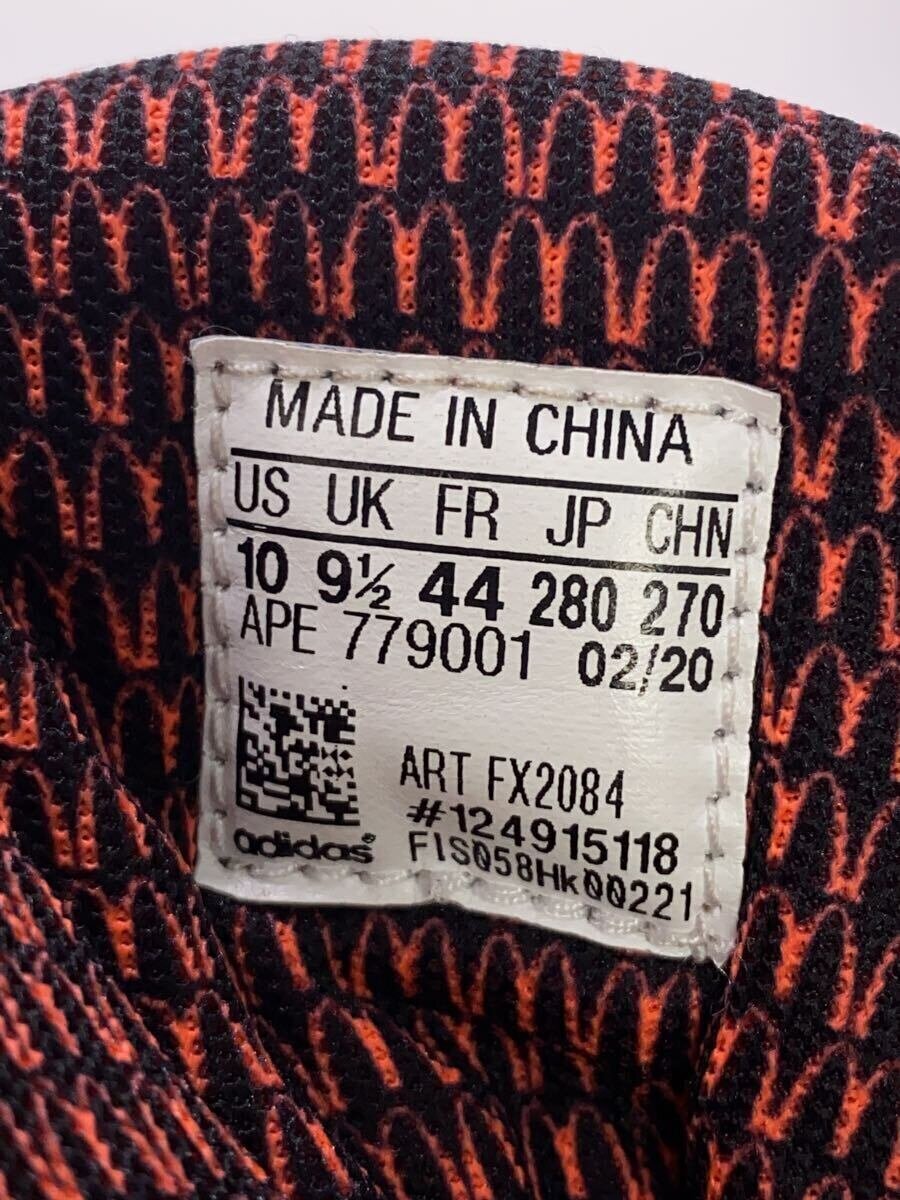 MADE IN CHINA
US UK FR JP CHN
10 9½ 44 280 270
APE 779001 02/20
ART FX2084
#124915118
adidas® FIS058Hk00221